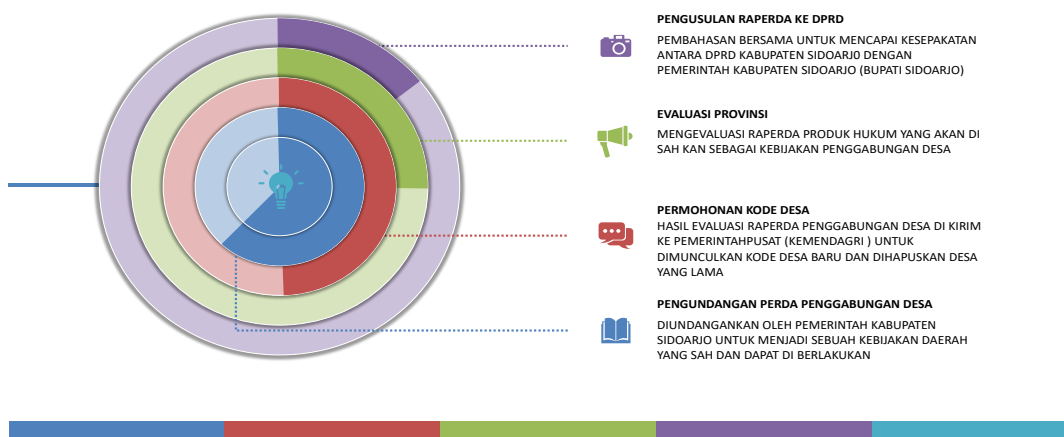 PENGUSULAN RAPERDA KE DPRD
PEMBAHASAN BERSAMA UNTUK MENCAPAI KESEPAKATAN
ANTARA DPRD KABUPATEN SIDOARJO DENGAN
PEMERINTAH KABUPATEN SIDOARJO (BUPATI SIDOARJO)
EVALUASI PROVINSI
MENGEVALUASI RAPERDA PRODUK HUKUM YANG AKAN DI
SAH KAN SEBAGAI KEBIJAKAN PENGGABUNGAN DESA
PERMOHONAN KODE DESA
HASIL EVALUASI RAPERDA PENGGABUNGAN DESA DI KIRIM
KE PEMERINTAHPUSAT (KEMENDAGRI ) UNTUK
DIMUNCULKAN KODE DESA BARU DAN DIHAPUSKAN DESA
YANG LAMA
PENGUNDANGAN PERDA PENGGABUNGAN DESA
DIUNDANGANKAN OLEH PEMERINTAH KABUPATEN
SIDOARJO UNTUK MENJADI SEBUAH KEBIJAKAN DAERAH
YANG SAH DAN DAPAT DI BERLAKUKAN